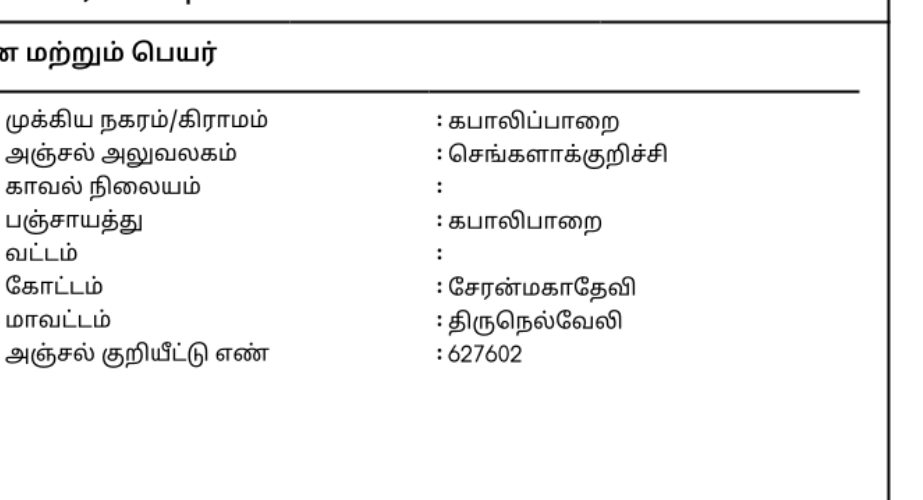 மற்றும் பெயர்
முக்கிய நகரம்/கிராமம் : கபாலிப்பாறை
அஞ்சல் அலுவலகம் : செங்களாக்குறிச்சி
காவல் நிலையம் :
பஞ்சாயத்து : கபாலிபாறை
வட்டம் :
கோட்டம் : சேரன்மகாதேவி
மாவட்டம் : திருநெல்வேலி
அஞ்சல் குறியீட்டு எண் : 627602